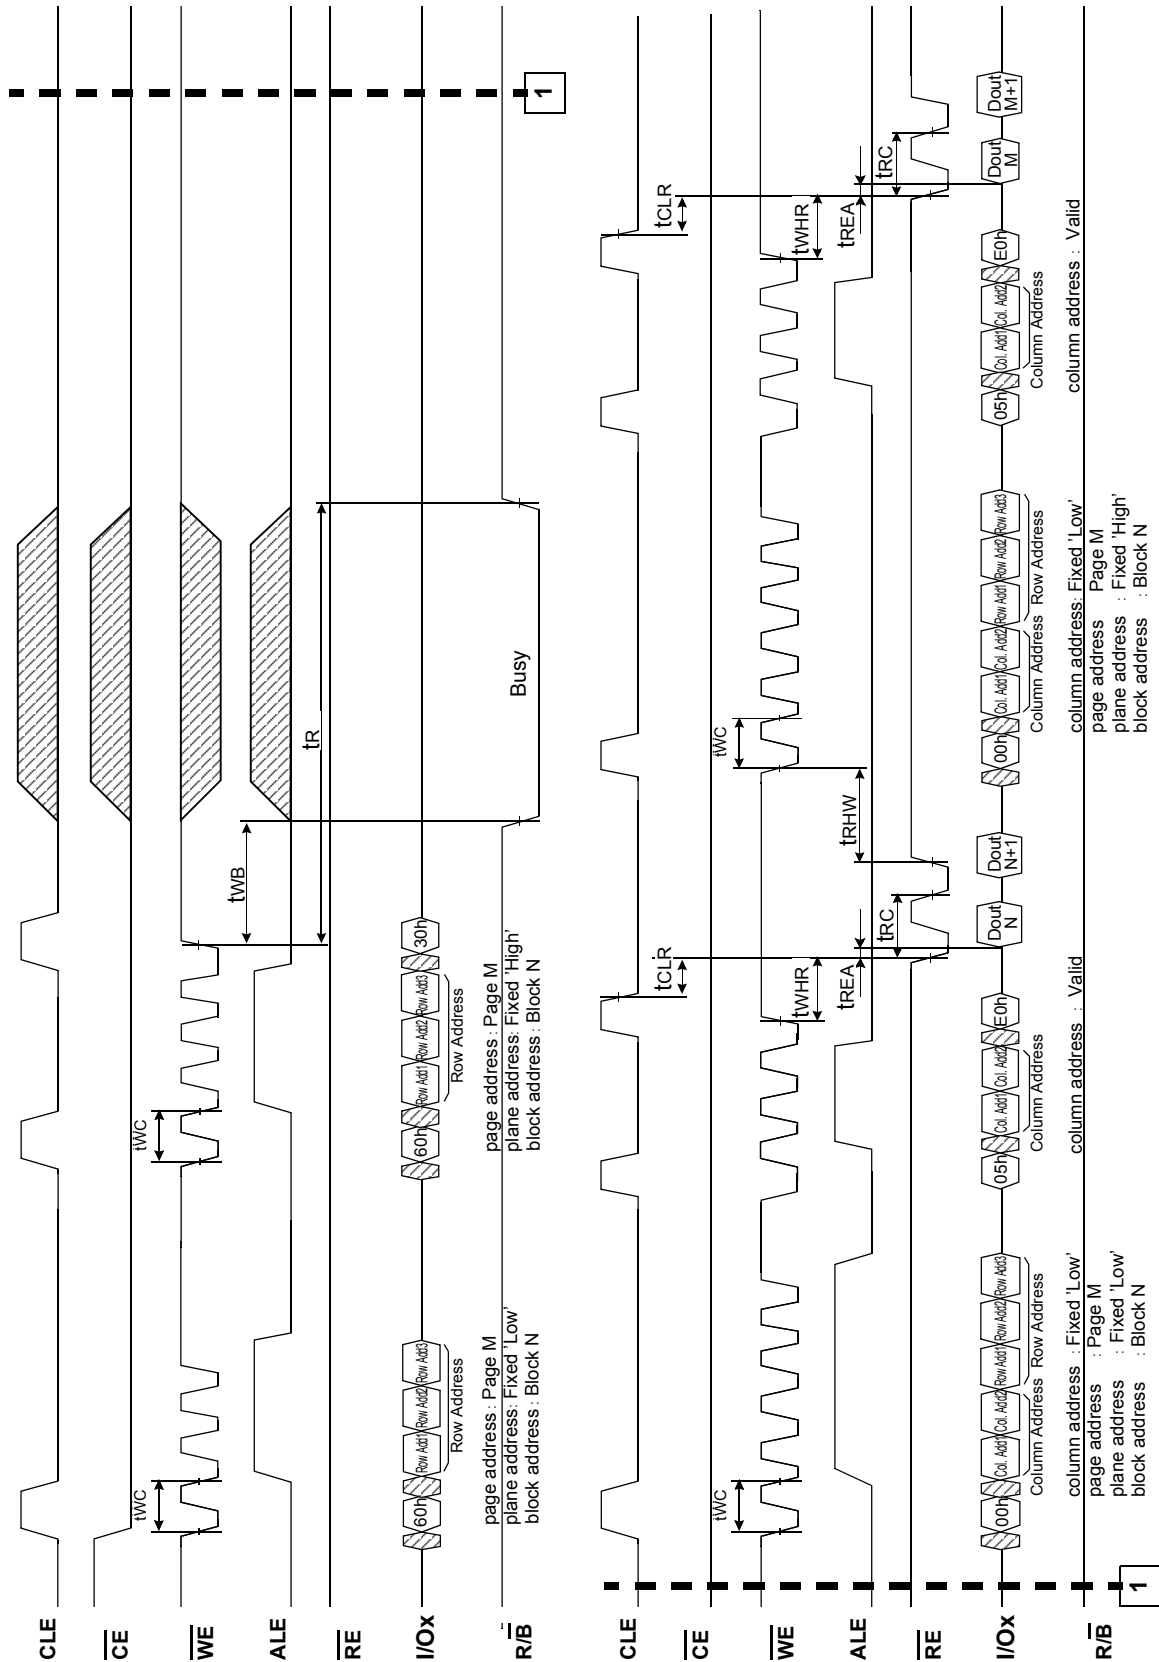 CLE
CE
WE
ALE
RE
I/Ox
R/B
tWC
tWC
tWB
tR
60h Row Add1 Row Add2 Row Add3
Row Address
60h Row Add1 Row Add2 Row Add3 30h
Row Address
page address : Page M
plane address: Fixed 'Low'
block address : Block N
page address : Page M
plane address: Fixed 'High'
block address : Block N
Busy
1
CLE
CE
WE
ALE
RE
I/Ox
R/B
1
tWC
tCLR
tWHR
tREA
tRC
tRHW
tWC
tCLR
tWHR
tREA
tRC
00h Col. Add1 Col. Add2 Row Add1 Row Add2 Row Add3
Column Address Row Address
05h Col. Add1 Col. Add2 E0h
Column Address
Dout N
Dout N+1
00h Col. Add1 Col. Add2 Row Add1 Row Add2 Row Add3
Column Address Row Address
05h Col. Add1 Col. Add2 E0h
Column Address
Dout M
Dout M+1
column address : Fixed 'Low'
page address : Page M
plane address : Fixed 'Low'
block address : Block N
column address : Valid
column address: Fixed 'Low'
page address Page M
plane address : Fixed 'High'
block address : Block N
column address : Valid